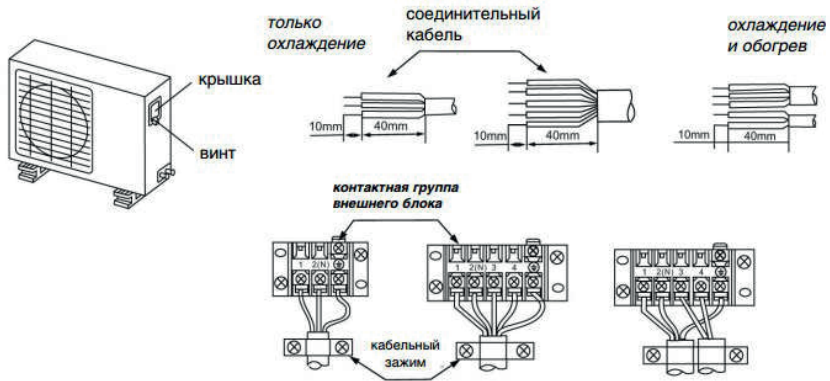 только
охлаждение
соединительный
кабель
охлаждение
и обогрев
крышка
винт
10mm
40mm
10mm
40mm
10mm
40mm
контактная группа
внешнего блока
1 2(N)
1 2(N) 3 4
1 2(N) 3 4
кабельный
зажим